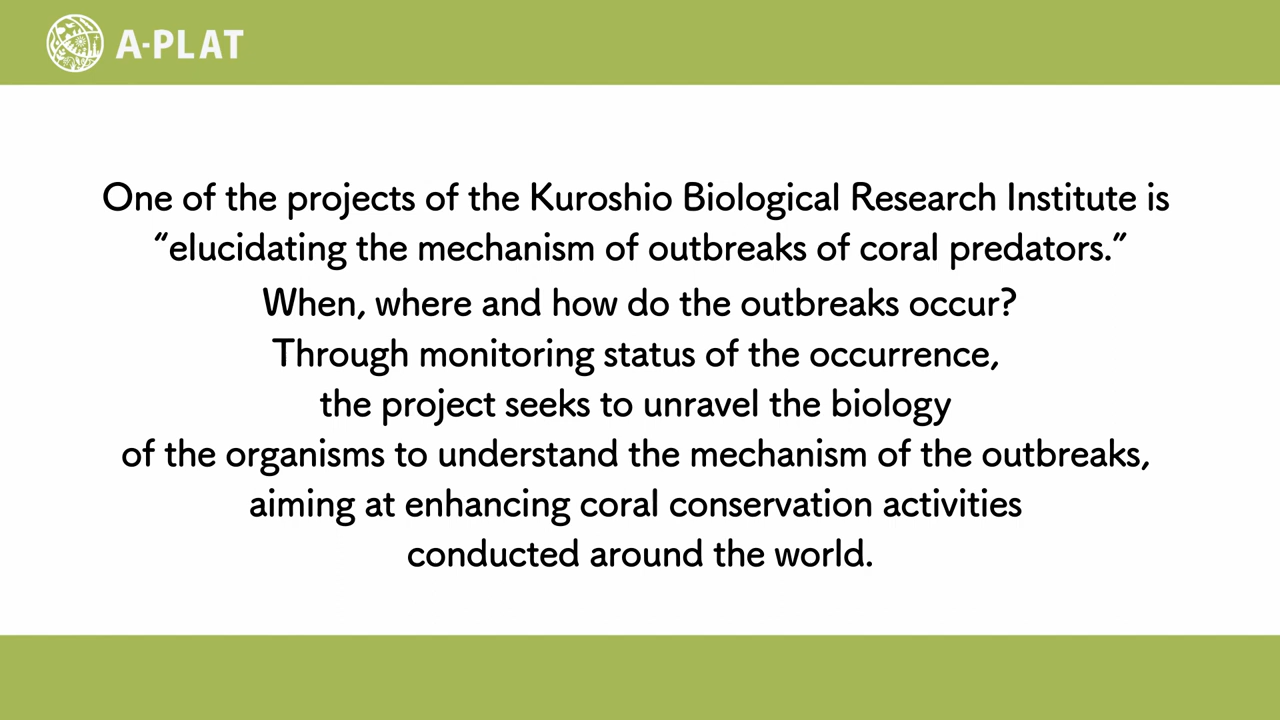 A-PLAT
One of the projects of the Kuroshio Biological Research Institute is
“elucidating the mechanism of outbreaks of coral predators.”
When, where and how do the outbreaks occur?
Through monitoring status of the occurrence,
the project seeks to unravel the biology
of the organisms to understand the mechanism of the outbreaks,
aiming at enhancing coral conservation activities
conducted around the world.